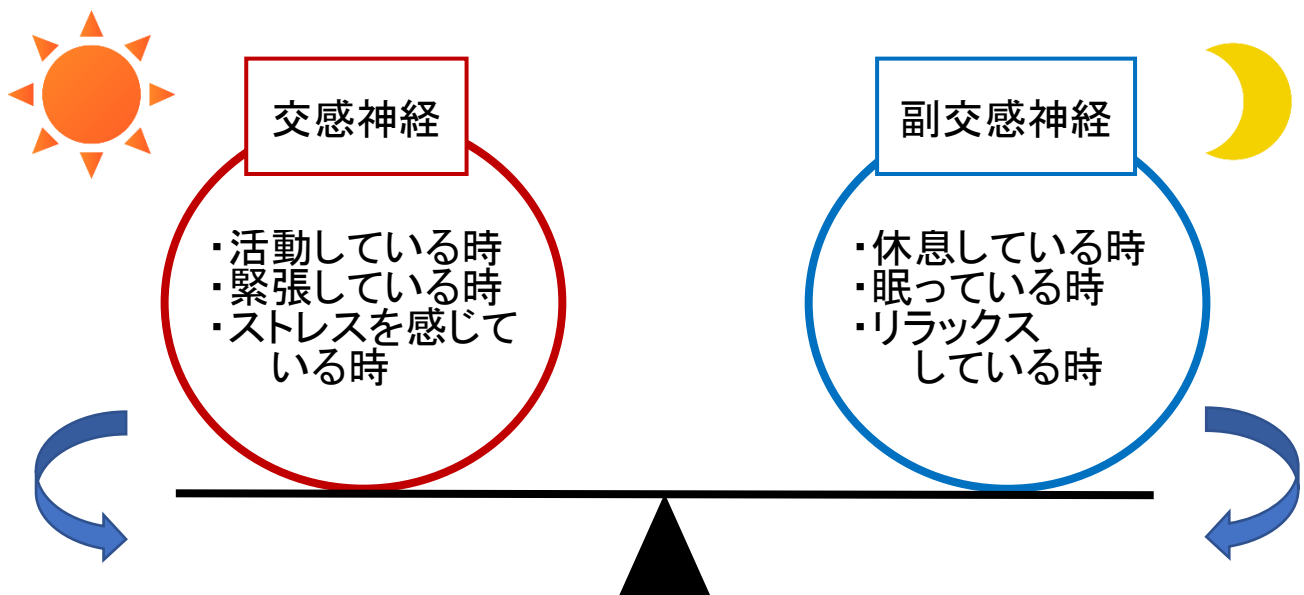 交感神経
・活動している時
・緊張している時
・ストレスを感じて
いる時
副交感神経
・休息している時
・眠っている時
・リラックス
している時